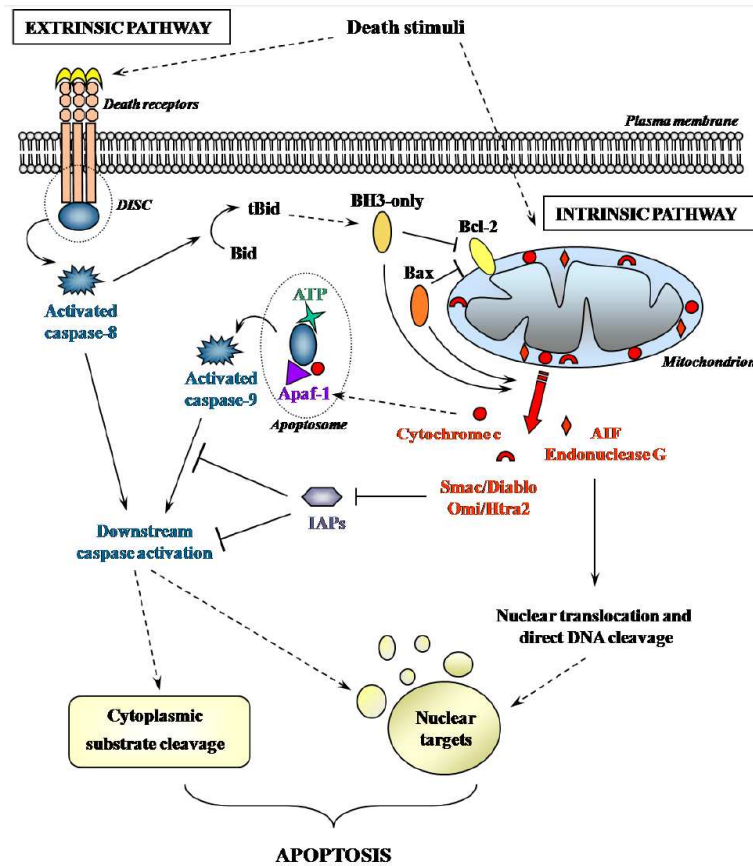 EXTRINSIC PATHWAY
Death stimuli
Death receptors
Plasma membrane
DISC
tBid
BH3-only
Bcl-2
INTRINSIC PATHWAY
Bid
Bax
ATP
Activated
caspase-8
Activated
caspase-9
Apaf-1
Apoptosome
Mitochondrion
Cytochrome c
AIF
Endonuclease G
Smac/Diablo
Omi/Htra2
IAPs
Downstream
caspase activation
Nuclear translocation and
direct DNA cleavage
Cytoplasmic
substrate cleavage
Nuclear
targets
APOPTOSIS